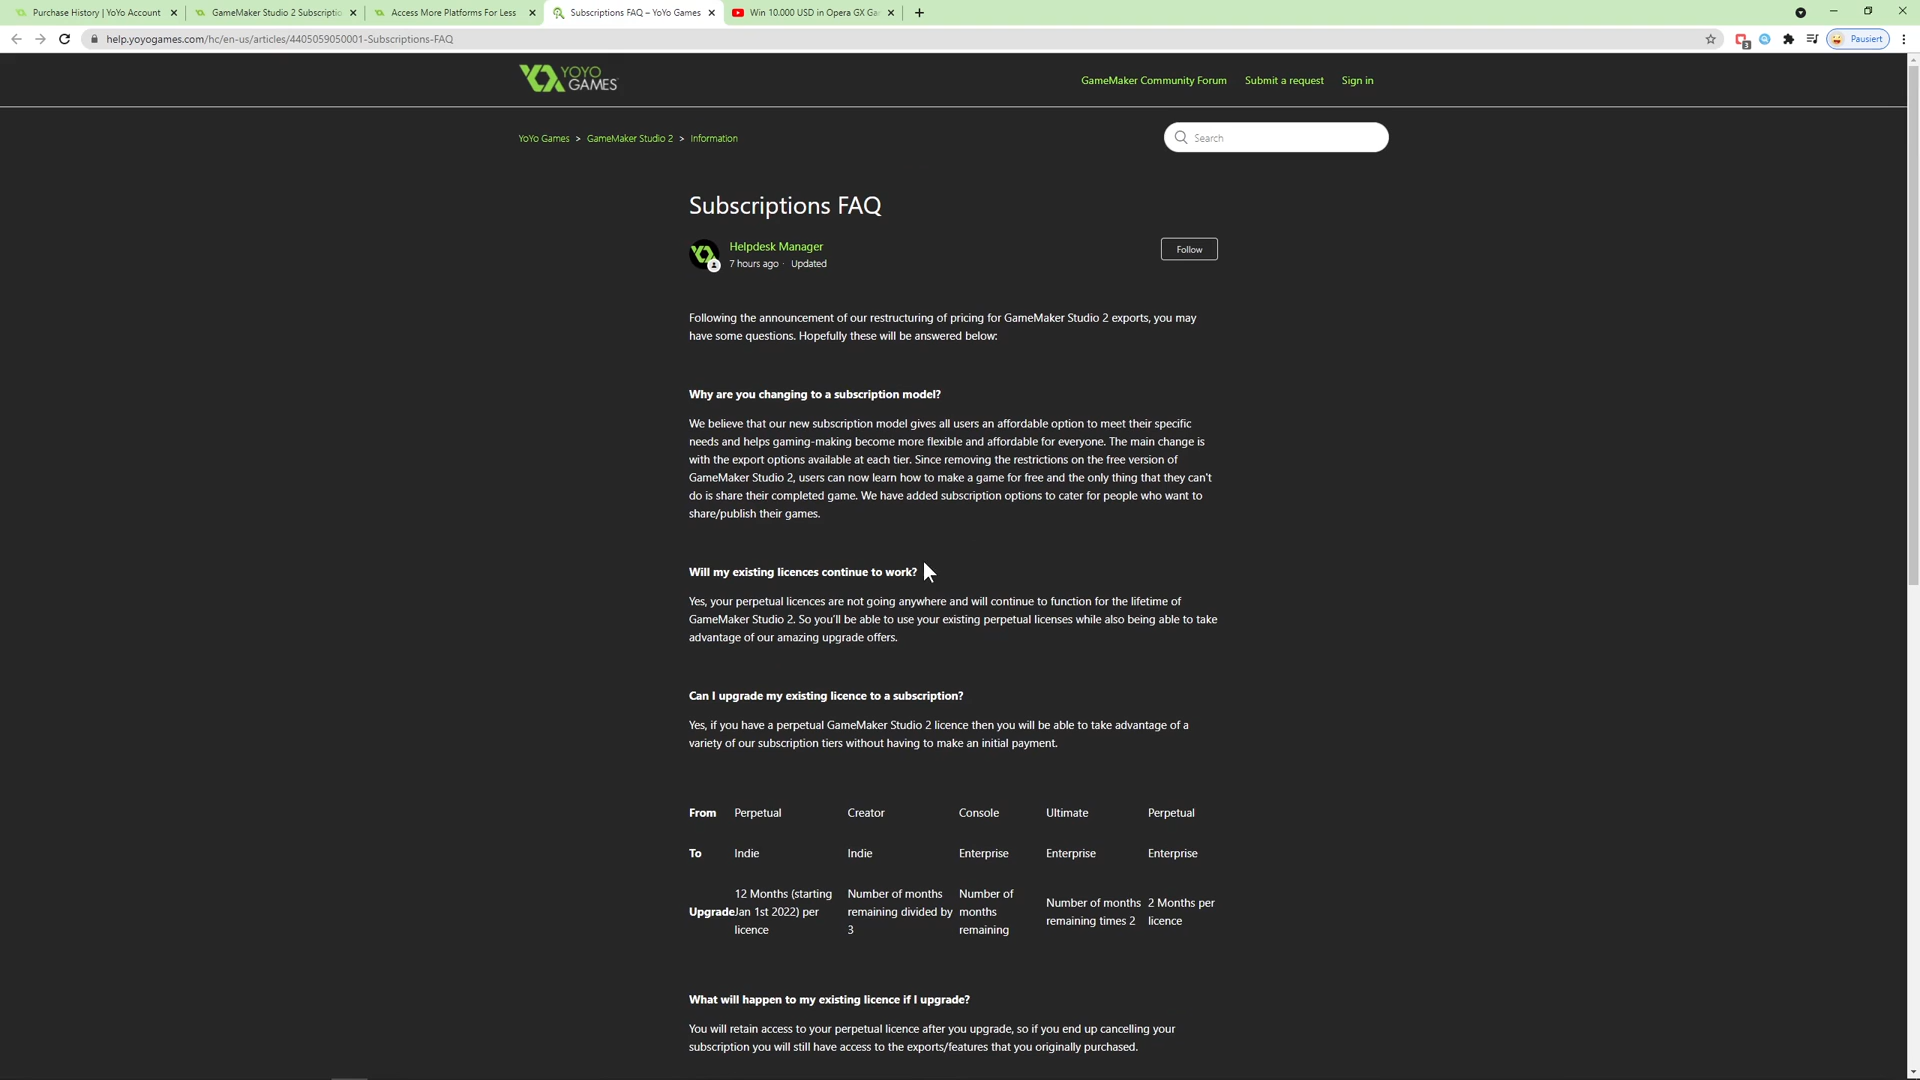 Purchase History | YoYo Account
GameMaker Studio 2 Subscriptio
Access More Platforms For Less
Subscriptions FAQ – YoYo Games
Win 10.000 USD in Opera GX Ga
help.yoyogames.com/hc/en-us/articles/4405059050001-Subscriptions-FAQ
3
Pausiert
YOYO
GAMES
GameMaker Community Forum
Submit a request
Sign in
YoYo Games > GameMaker Studio 2 > Information
Search
Subscriptions FAQ
Helpdesk Manager
7 hours ago · Updated
Follow
Following the announcement of our restructuring of pricing for GameMaker Studio 2 exports, you may
have some questions. Hopefully these will be answered below:
Why are you changing to a subscription model?
We believe that our new subscription model gives all users an affordable option to meet their specific
needs and helps gaming-making become more flexible and affordable for everyone. The main change is
with the export options available at each tier. Since removing the restrictions on the free version of
GameMaker Studio 2, users can now learn how to make a game for free and the only thing that they can't
do is share their completed game. We have added subscription options to cater for people who want to
share/publish their games.
Will my existing licences continue to work?
Yes, your perpetual licences are not going anywhere and will continue to function for the lifetime of
GameMaker Studio 2. So you'll be able to use your existing perpetual licenses while also being able to take
advantage of our amazing upgrade offers.
Can I upgrade my existing licence to a subscription?
Yes, if you have a perpetual GameMaker Studio 2 licence then you will be able to take advantage of a
variety of our subscription tiers without having to make an initial payment.
From Perpetual Creator Console Ultimate Perpetual
To Indie Indie Enterprise Enterprise Enterprise
Upgrade
12 Months (starting
Jan 1st 2022) per
licence
Number of months
remaining divided by
3
Number of
months
remaining
Number of months
remaining times 2
2 Months per
licence
What will happen to my existing licence if I upgrade?
You will retain access to your perpetual licence after you upgrade, so if you end up cancelling your
subscription you will still have access to the exports/features that you originally purchased.